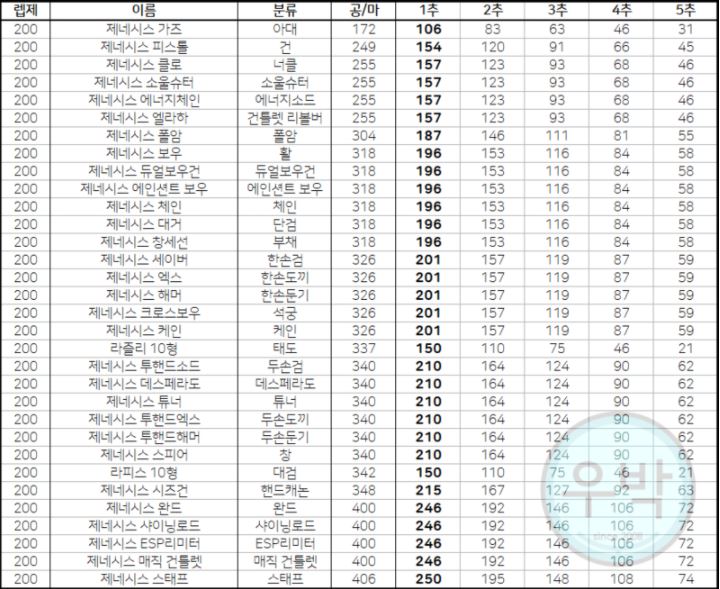 렙제 이름 분류 공/마 1추 2추 3추 4추 5추
200 제네시스 가즈 아대 172 106 83 63 46 31
200 제네시스 피스톨 건 249 154 120 91 66 45
200 제네시스 클로 너클 255 157 123 93 68 46
200 제네시스 소울슈터 소울슈터 255 157 123 93 68 46
200 제네시스 에너지체인 에너지소드 255 157 123 93 68 46
200 제네시스 엘라하 건틀렛 리볼버 255 157 123 93 68 46
200 제네시스 폴암 폴암 304 187 146 111 81 55
200 제네시스 보우 활 318 196 153 116 84 58
200 제네시스 듀얼보우건 듀얼보우건 318 196 153 116 84 58
200 제네시스 에인션트 보우 에인션트 보우 318 196 153 116 84 58
200 제네시스 체인 체인 318 196 153 116 84 58
200 제네시스 대거 단검 318 196 153 116 84 58
200 제네시스 창세선 부채 318 196 153 116 84 58
200 제네시스 세이버 한손검 326 201 157 119 87 59
200 제네시스 엑스 한손도끼 326 201 157 119 87 59
200 제네시스 해머 한손둔기 326 201 157 119 87 59
200 제네시스 크로스보우 석궁 326 201 157 119 87 59
200 제네시스 케인 케인 326 201 157 119 87 59
200 라즐리 10형 태도 337 150 110 75 46 21
200 제네시스 투핸드소드 두손검 340 210 164 124 90 62
200 제네시스 데스페라도 데스페라도 340 210 164 124 90 62
200 제네시스 튜너 튜너 340 210 164 124 90 62
200 제네시스 투핸드엑스 두손도끼 340 210 164 124 90 62
200 제네시스 투핸드해머 두손둔기 340 210 164 124 90 62
200 제네시스 스피어 창 340 210 164 124 90 62
200 라피스 10형 대검 342 150 110 75 46 21
200 제네시스 시즈건 핸드캐논 348 215 167 127 92 63
200 제네시스 완드 완드 400 246 192 146 106 72
200 제네시스 샤이닝로드 샤이닝로드 400 246 192 146 106 72
200 제네시스 ESP리미터 ESP리미터 400 246 192 146 106 72
200 제네시스 매직 건틀렛 매직 건틀렛 400 246 192 146 106 72
200 제네시스 스태프 스태프 406 250 195 148 108 74
우박